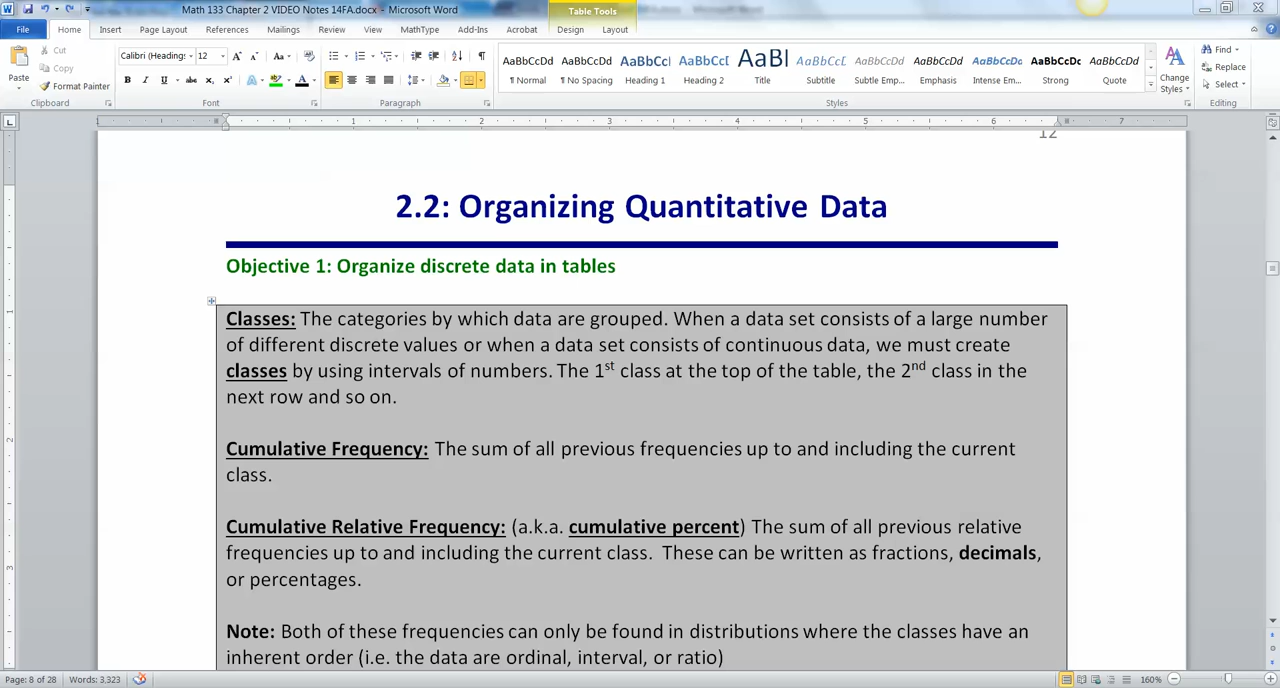 Math 133 Chapter 2 VIDEO Notes 14FA.docx - Microsoft Word
Table Tools
File Home Insert Page Layout References Mailings Review View MathType Add-Ins Acrobat Design Layout
Paste
Cut
Copy
Format Painter
Calibri (Heading: 12
AaBbCcDd AaBbCcDd AaBbCcI AaBbCcI AaBI AaBbCcL AaBbCcDd AaBbCcDd AaBbCcDd AaBbCcDc AaBbCcDd
¶ Normal ¶ No Spacing Heading 1 Heading 2 Title Subtitle Subtle Emp... Emphasis Intense Em... Strong Quote
Change Styles
Find
Replace
Select
Clipboard Font Paragraph Styles Editing
1 2 3 4 5 6 7
12
2.2: Organizing Quantitative Data
Objective 1: Organize discrete data in tables
Classes: The categories by which data are grouped. When a data set consists of a large number
of different discrete values or when a data set consists of continuous data, we must create
classes by using intervals of numbers. The 1st class at the top of the table, the 2nd class in the
next row and so on.
Cumulative Frequency: The sum of all previous frequencies up to and including the current
class.
Cumulative Relative Frequency: (a.k.a. cumulative percent) The sum of all previous relative
frequencies up to and including the current class. These can be written as fractions, decimals,
or percentages.
Note: Both of these frequencies can only be found in distributions where the classes have an
inherent order (i.e. the data are ordinal, interval, or ratio)
Page: 8 of 28 Words: 3,323 160%